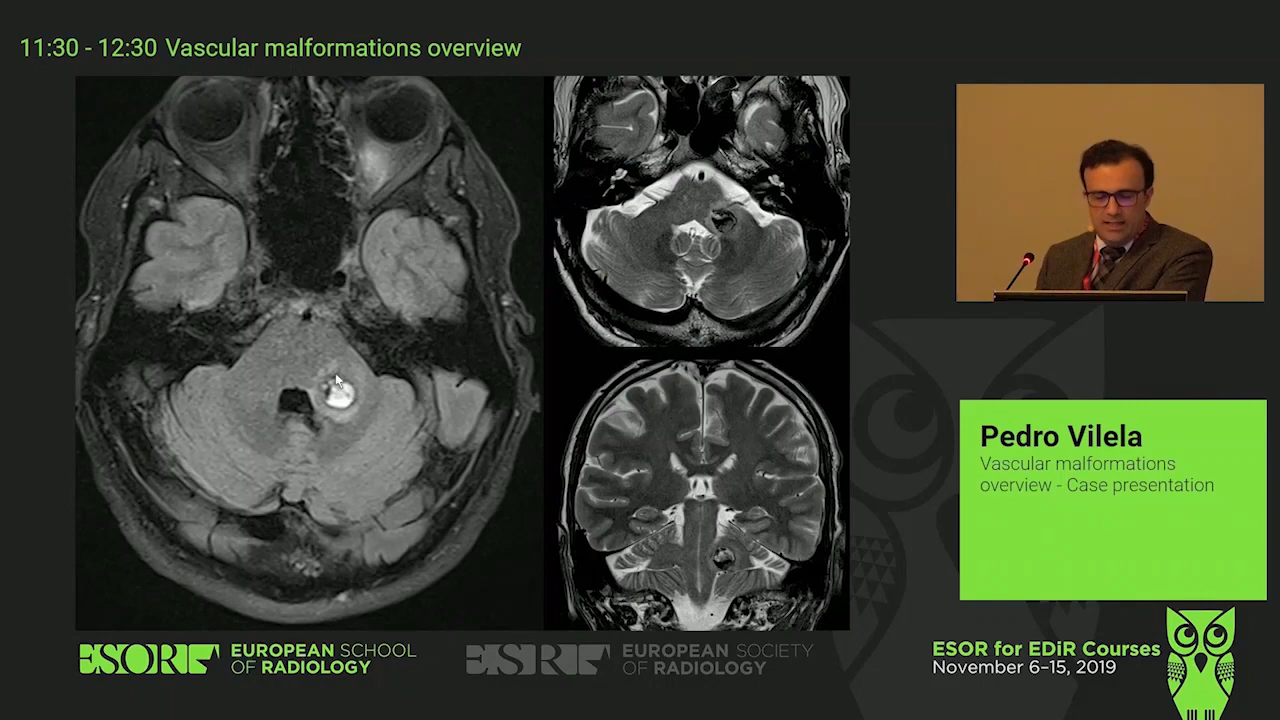 11:30 - 12:30 Vascular malformations overview
Pedro Vilela
Vascular malformations
overview - Case presentation
ESOR EUROPEAN SCHOOL
OF RADIOLOGY
ESR EUROPEAN SOCIETY
OF RADIOLOGY
ESOR for EDiR Courses
November 6–15, 2019